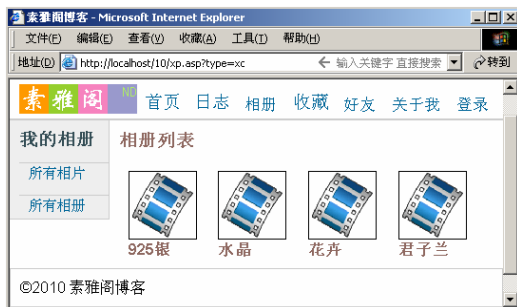 素雅阁博客 - Microsoft Internet Explorer
文件(F) 编辑(E) 查看(V) 收藏(A) 工具(T) 帮助(H)
地址(D) http://localhost/10/xp.asp?type=xc ← 输入关键字 直接搜索 转到
素雅阁 ND 首页 日志 相册 收藏 好友 关于我 登录
我的相册 相册列表
所有相片
所有相册
925银 水晶 花卉 君子兰
©2010 素雅阁博客